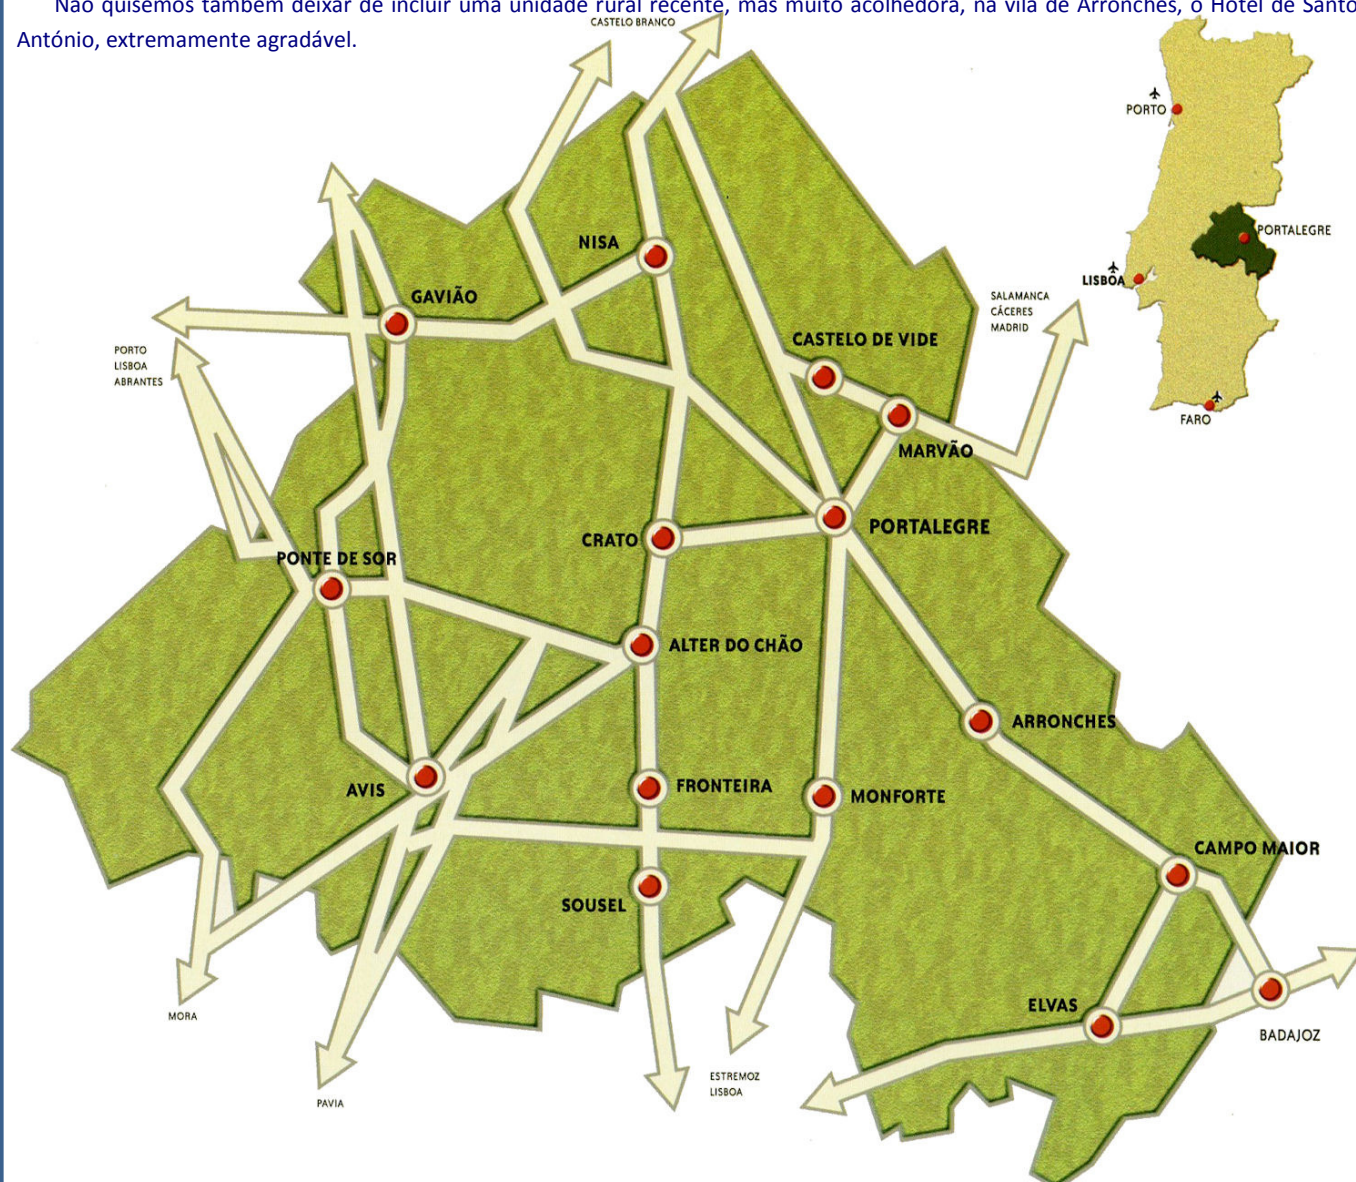 Não quisemos também deixar de incluir uma unidade rural recente, mas muito acolhedora, na vila de Arronches, o Hotel de Santo
António, extremamente agradável.
CASTELO BRANCO
PORTO
PORTALEGRE
LISBOA
FARO
NISA
GAVIÃO
SALAMANCA
CÁCERES
MADRID
CASTELO DE VIDE
PORTO
LISBOA
ABRANTES
MARVÃO
PORTALEGRE
CRATO
PONTE DE SOR
ALTER DO CHÃO
ARRONCHES
AVIS
FRONTEIRA
MONFORTE
CAMPO MAIOR
SOUSEL
ELVAS
MORA
BADAJOZ
ESTREMOZ
LISBOA
PAVIA